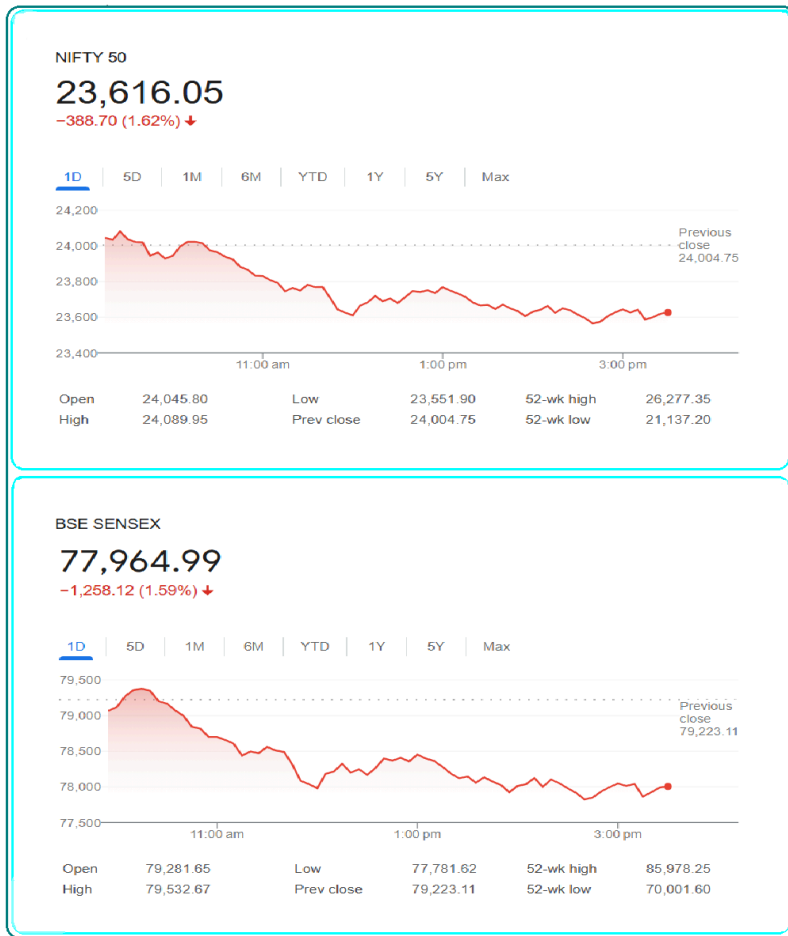 NIFTY 50
23,616.05
−388.70 (1.62%) ↓
1D 5D 1M 6M YTD 1Y 5Y Max
24,200
24,000
23,800
23,600
23,400
Previous
close
24,004.75
11:00 am 1:00 pm 3:00 pm
Open 24,045.80 Low 23,551.90 52-wk high 26,277.35
High 24,089.95 Prev close 24,004.75 52-wk low 21,137.20
BSE SENSEX
77,964.99
−1,258.12 (1.59%) ↓
1D 5D 1M 6M YTD 1Y 5Y Max
79,500
79,000
78,500
78,000
77,500
Previous
close
79,223.11
11:00 am 1:00 pm 3:00 pm
Open 79,281.65 Low 77,781.62 52-wk high 85,978.25
High 79,532.67 Prev close 79,223.11 52-wk low 70,001.60